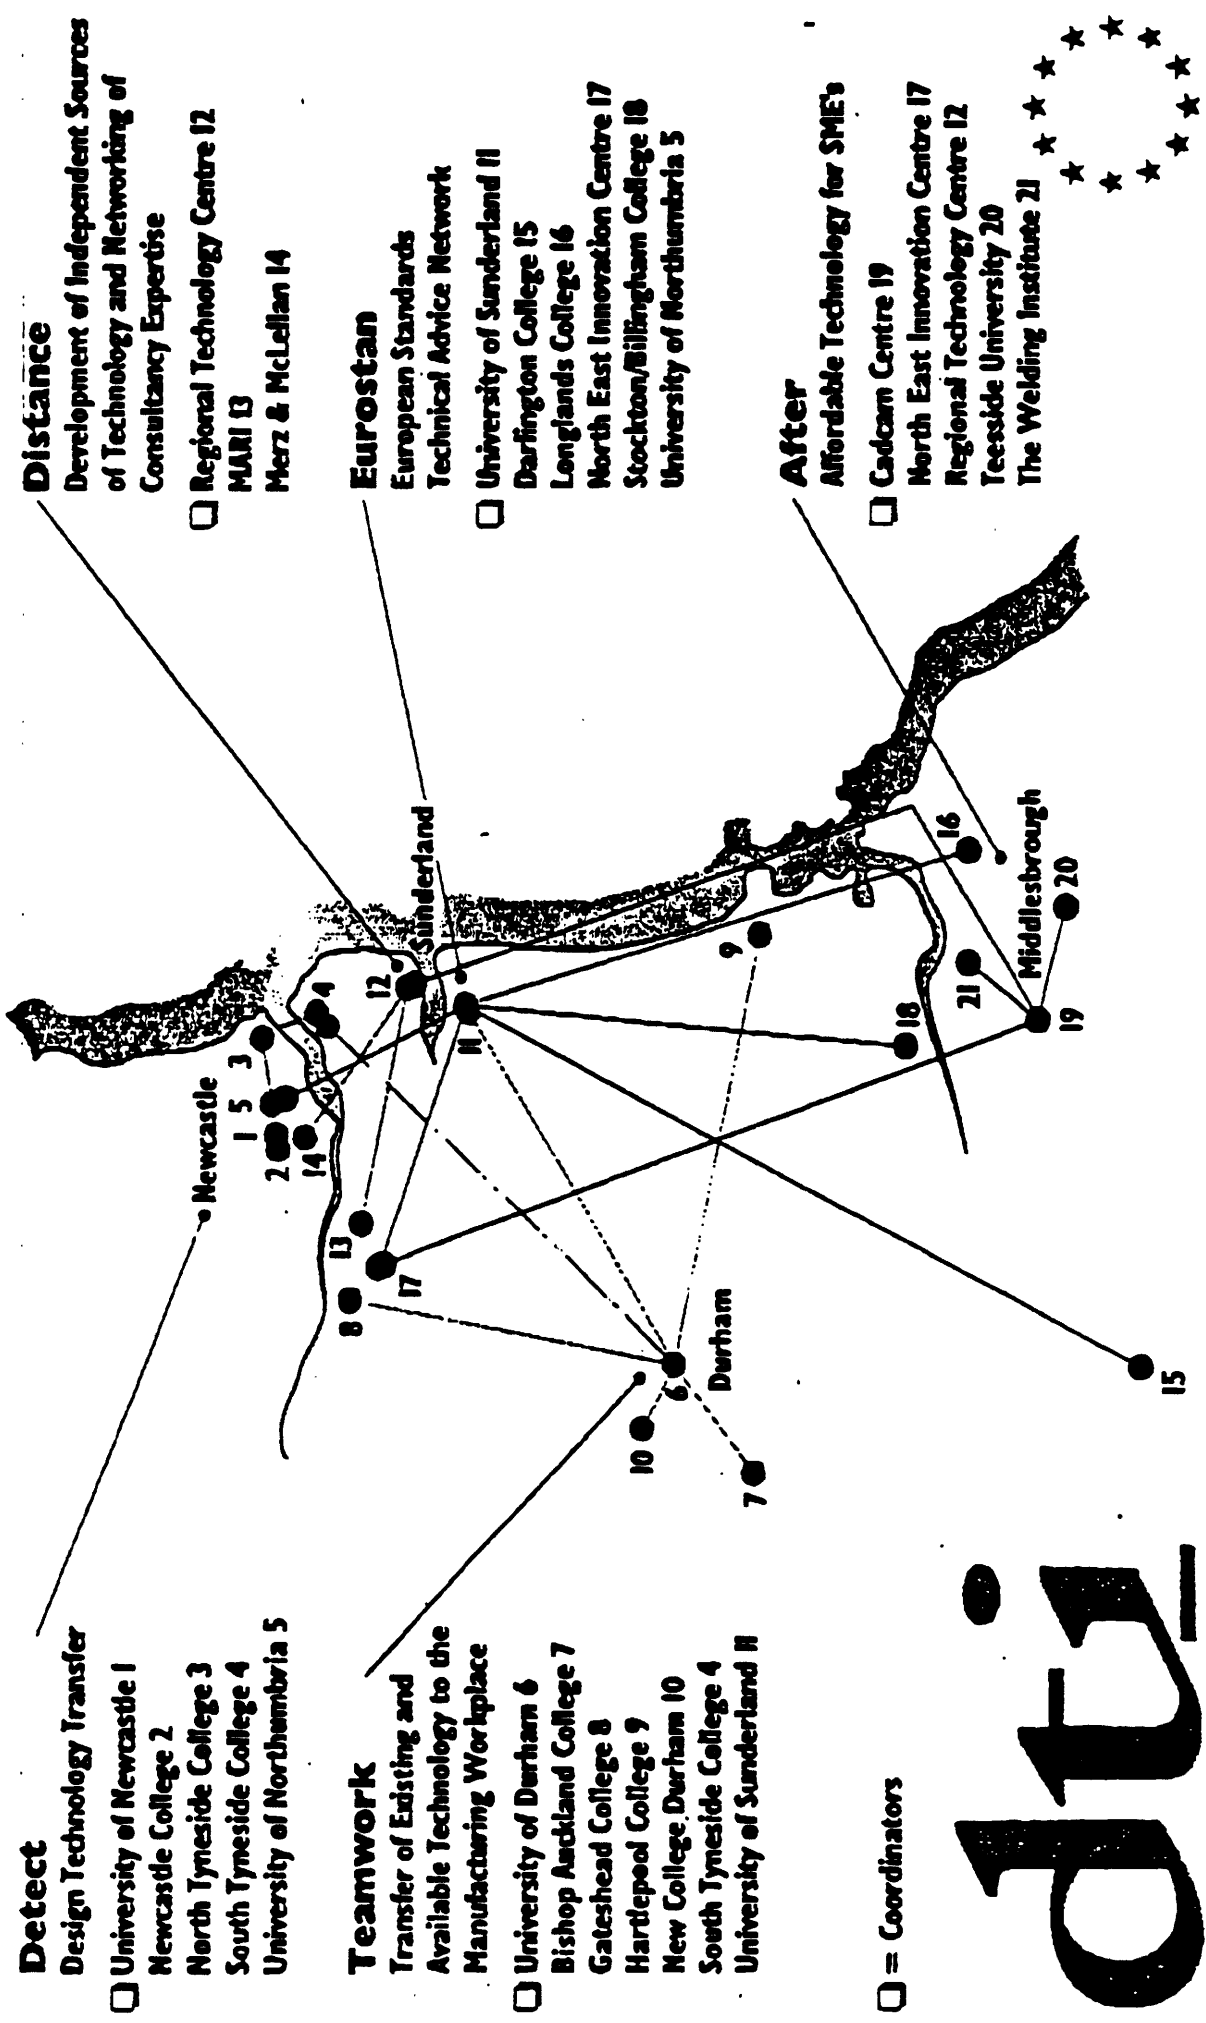 Detect
Design Technology Transfer
University of Newcastle 1
Newcastle College 2
North Tyneside College 3
South Tyneside College 4
University of Northumbria 5
Teamwork
Transfer of Existing and
Available Technology to the
Manufacturing Workplace
University of Durham 6
Bishop Auckland College 7
Gateshead College 8
Hartlepool College 9
New College Durham 10
South Tyneside College 4
University of Sunderland 11
= Coordinators
dti
Newcastle
3
1 5
4
2
14
12
Sunderland
13
11
8
17
10
6
Durham
7
9
18
16
21
Middlesbrough
20
19
15
Distance
Development of Independent Sources
of Technology and Networking of
Consultancy Expertise
Regional Technology Centre 12
MARI 13
Merz & McLellan 14
Eurostan
European Standards
Technical Advice Network
University of Sunderland 11
Darlington College 15
Longlands College 16
North East Innovation Centre 17
Stockton/Billingham College 18
University of Northumbria 5
After
Affordable Technology for SME's
Cadcam Centre 19
North East Innovation Centre 17
Regional Technology Centre 12
Teesside University 20
The Welding Institute 21